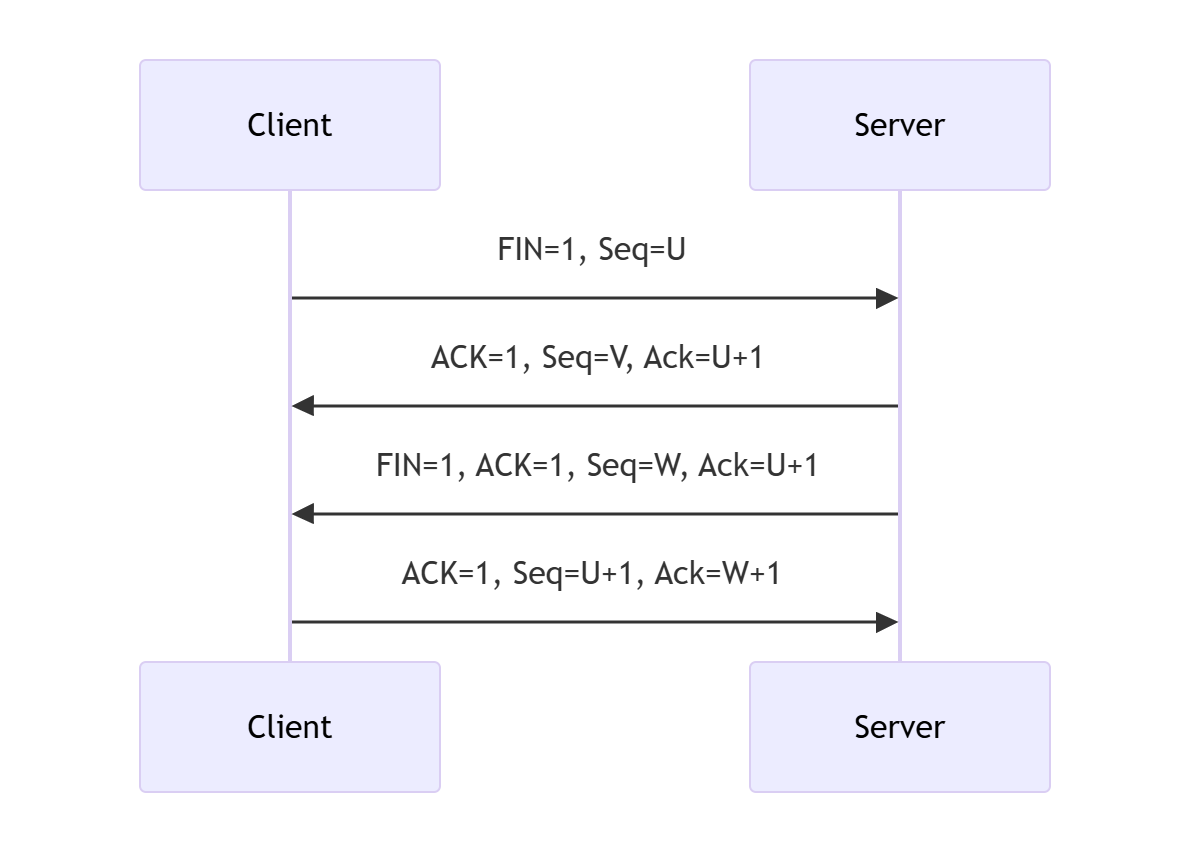 Client
Server
FIN=1, Seq=U
ACK=1, Seq=V, Ack=U+1
FIN=1, ACK=1, Seq=W, Ack=U+1
ACK=1, Seq=U+1, Ack=W+1
Client
Server